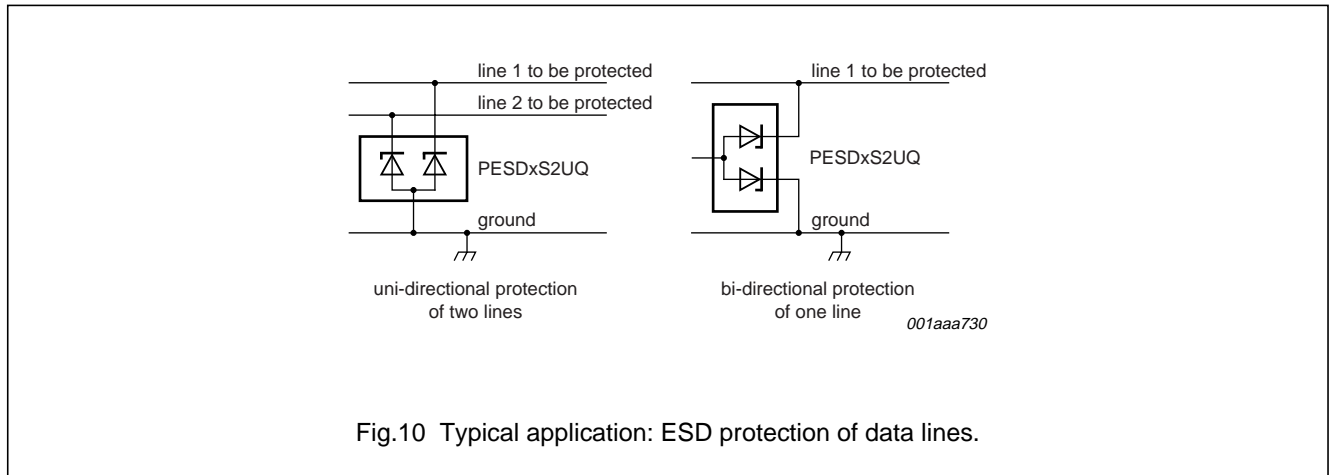 line 1 to be protected
line 2 to be protected
PESDxS2UQ
ground
uni-directional protection
of two lines
line 1 to be protected
PESDxS2UQ
ground
bi-directional protection
of one line
001aaa730
Fig.10 Typical application: ESD protection of data lines.